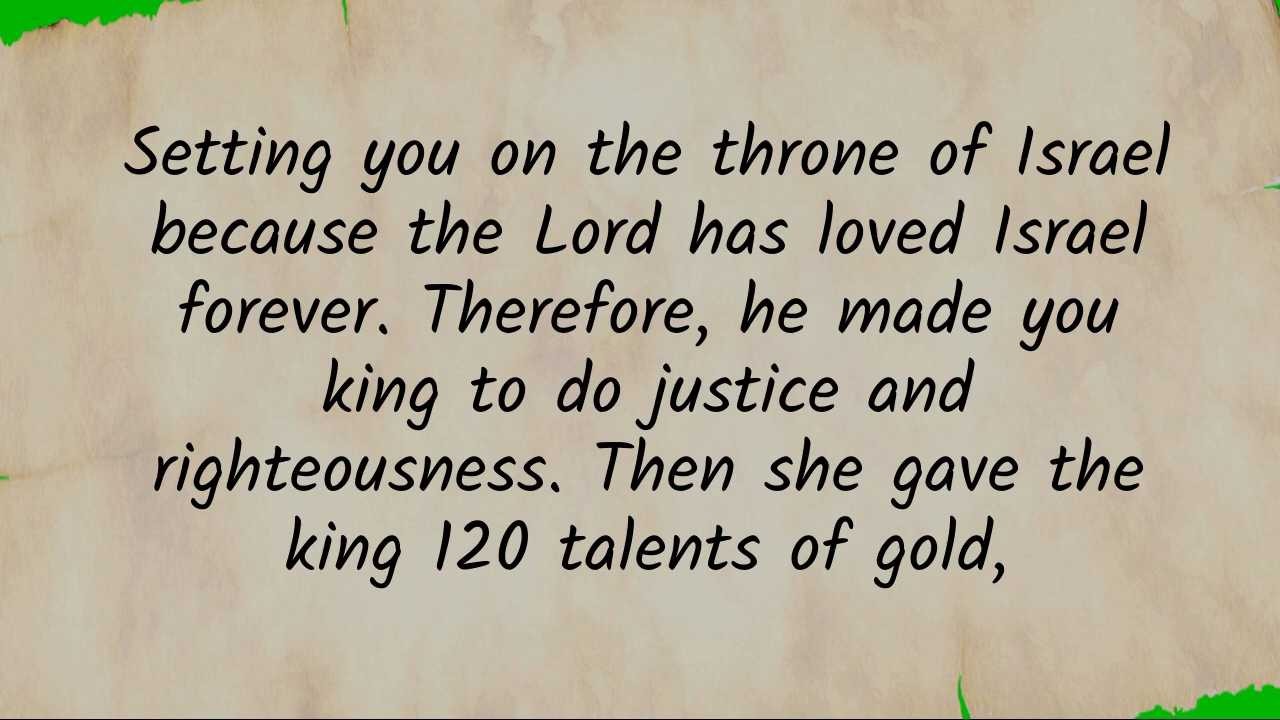 Setting you on the throne of Israel
because the Lord has loved Israel
forever. Therefore, he made you
king to do justice and
righteousness. Then she gave the
king 120 talents of gold,